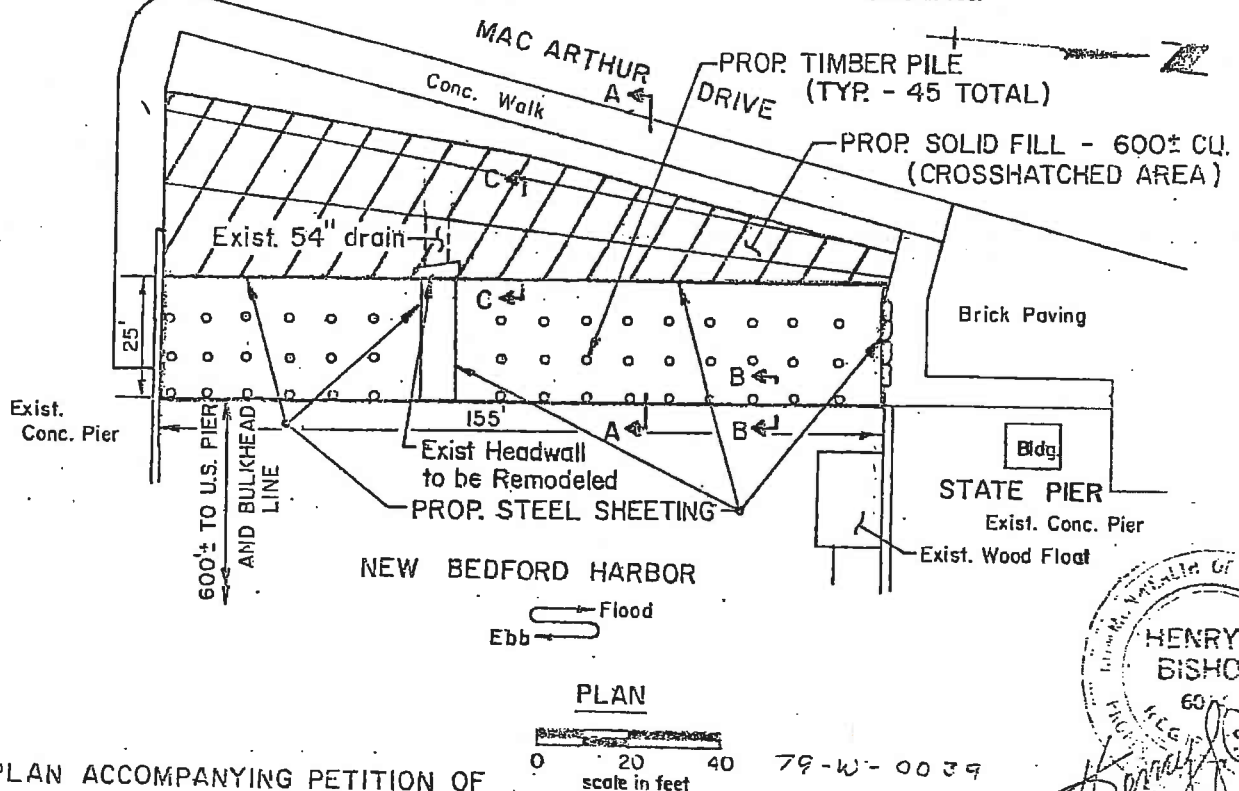 MAC ARTHUR
DRIVE
Conc. Walk
PROP. TIMBER PILE
(TYP. - 45 TOTAL)
PROP. SOLID FILL - 600± CU.
(CROSSHATCHED AREA)
A
C
Exist. 54" drain
C
25'
Brick Paving
B
Exist.
Conc. Pier
155'
A
B
Exist Headwall
to be Remodeled
PROP. STEEL SHEETING
600'± TO U.S. PIER
AND BULKHEAD
LINE
Bldg.
STATE PIER
Exist. Conc. Pier
Exist. Wood Float
NEW BEDFORD HARBOR
Flood
Ebb
HENRY
BISHO
PLAN
0 20 40
scale in feet
79-W-0039
PLAN ACCOMPANYING PETITION OF